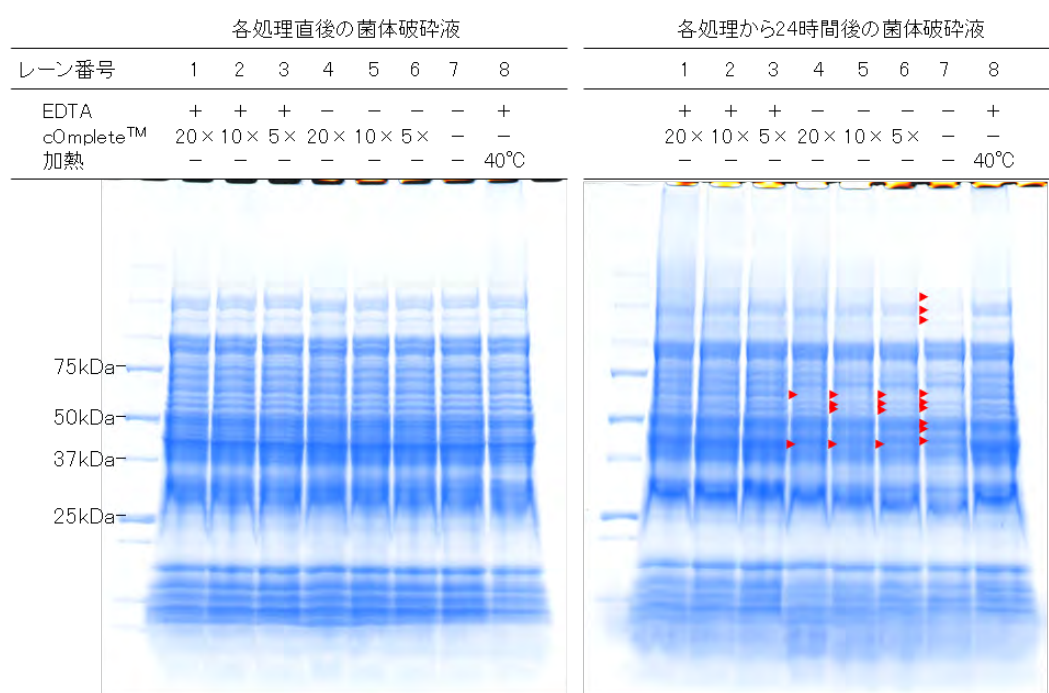 各処理直後の菌体破砕液
レーン番号 1 2 3 4 5 6 7 8
EDTA + + + − − − − +
cOmplete™ 20× 10× 5× 20× 10× 5× − −
加熱 − − − − − − − 40℃
75kDa
50kDa
37kDa
25kDa
各処理から24時間後の菌体破砕液
1 2 3 4 5 6 7 8
+ + + − − − − +
20× 10× 5× 20× 10× 5× − −
− − − − − − − 40℃